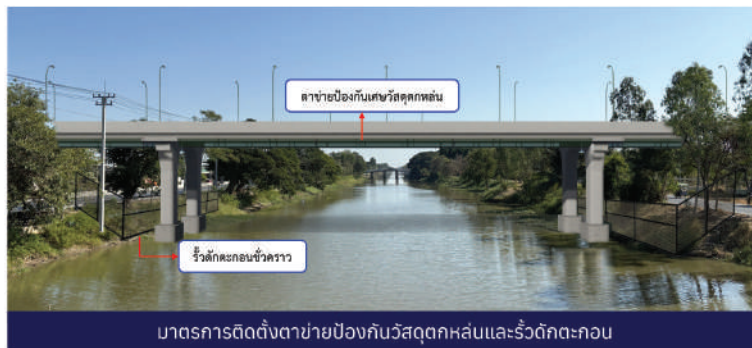 ตาข่ายป้องกันเศษวัสดุตกหล่น
รั้วดักตะกอนชั่วคราว
มาตรการติดตั้งตาข่ายป้องกันวัสดุตกหล่นและรั้วดักตะกอน